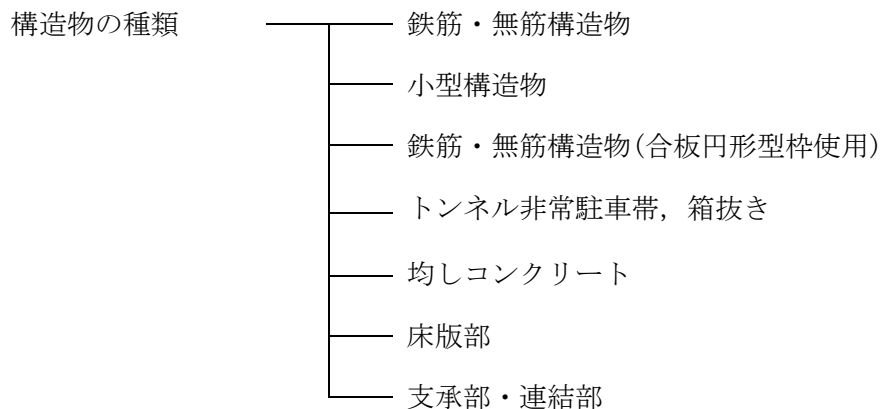 構造物の種類
鉄筋・無筋構造物
小型構造物
鉄筋・無筋構造物(合板円形型枠使用)
トンネル非常駐車帯，箱抜き
均しコンクリート
床版部
支承部・連結部